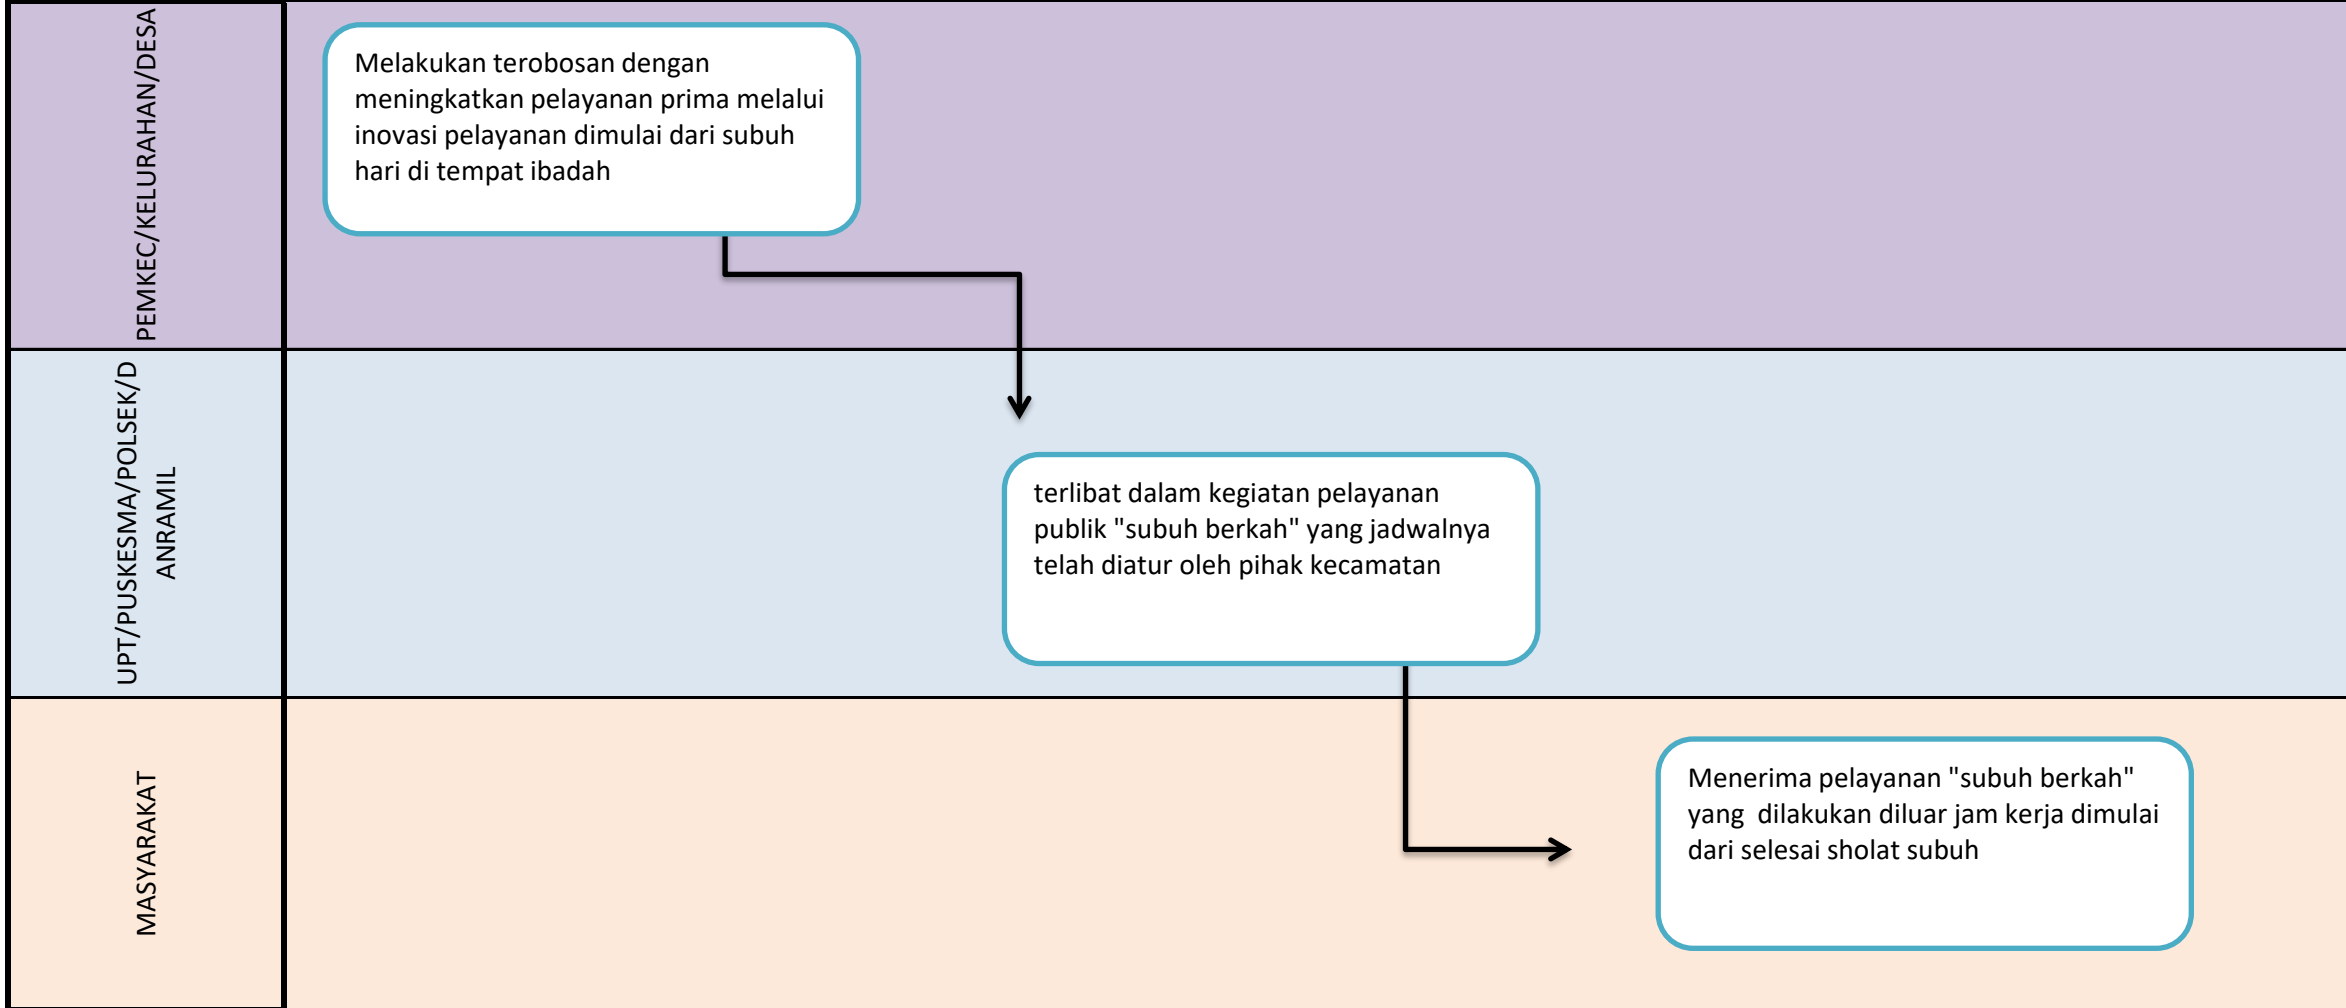 PEMKEC/KELURAHAN/DESA
Melakukan terobosan dengan
meningkatkan pelayanan prima melalui
inovasi pelayanan dimulai dari subuh
hari di tempat ibadah
UPT/PUSKESMA/POLSEK/D
ANRAMIL
terlibat dalam kegiatan pelayanan
publik "subuh berkah" yang jadwalnya
telah diatur oleh pihak kecamatan
MASYARAKAT
Menerima pelayanan "subuh berkah"
yang  dilakukan diluar jam kerja dimulai
dari selesai sholat subuh